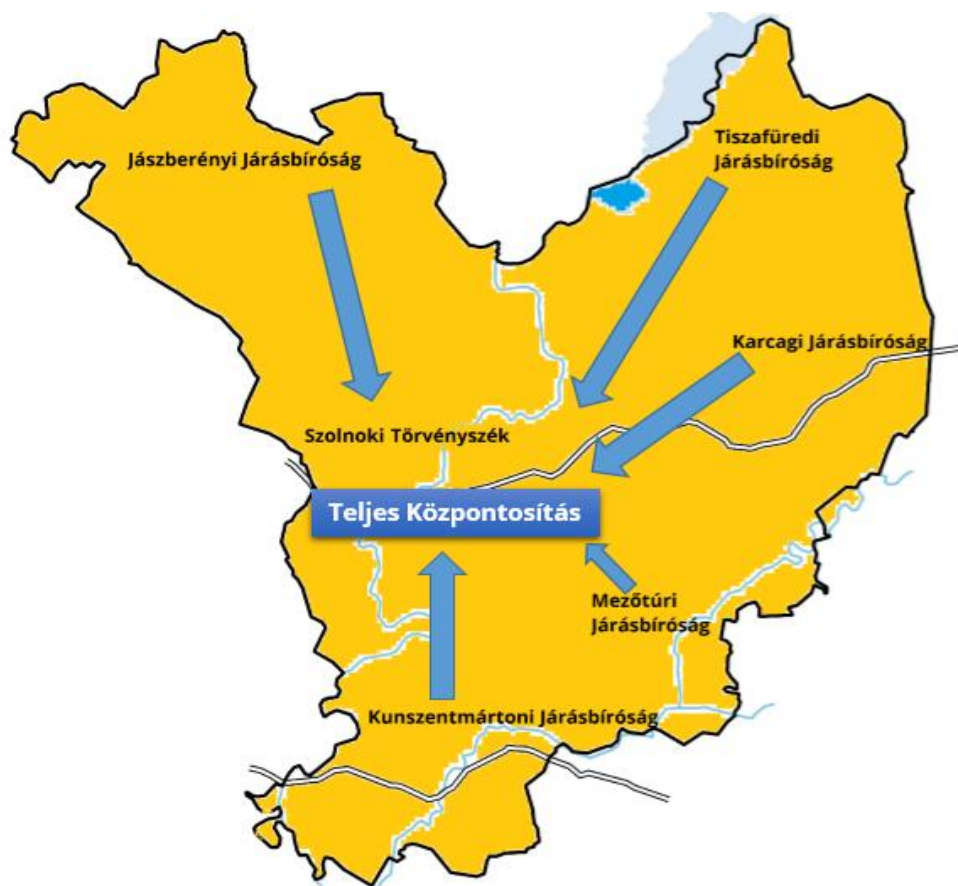 Tiszafüredi
Járásbíróság
Jászberényi Járásbíróság
Karcagi Járásbíróság
Szolnoki Törvényszék
Teljes Központosítás
Mezőtúri
Járásbíróság
Kunszentmártoni Járásbíróság